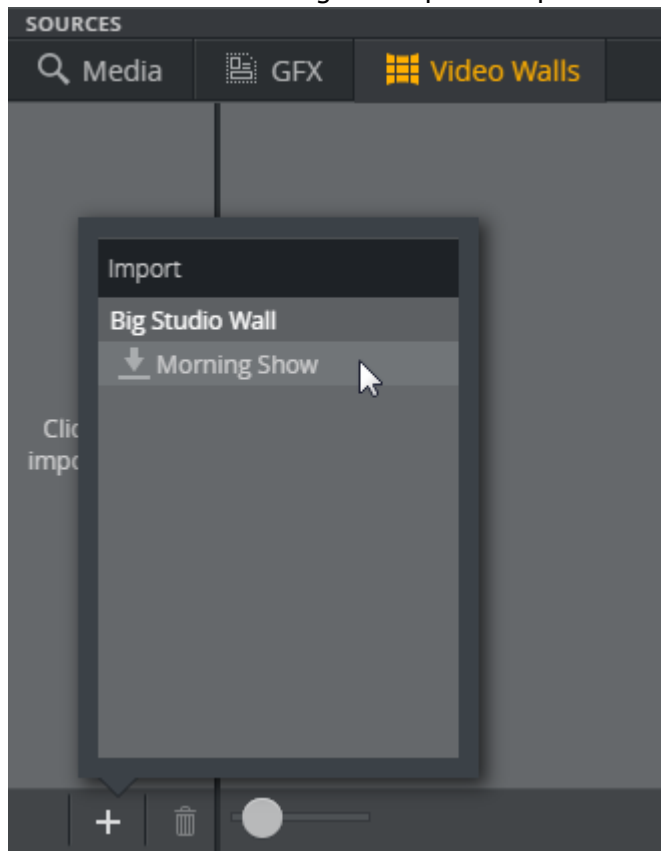 SOURCES
Media GFX Video Walls
Import
Big Studio Wall
Morning Show